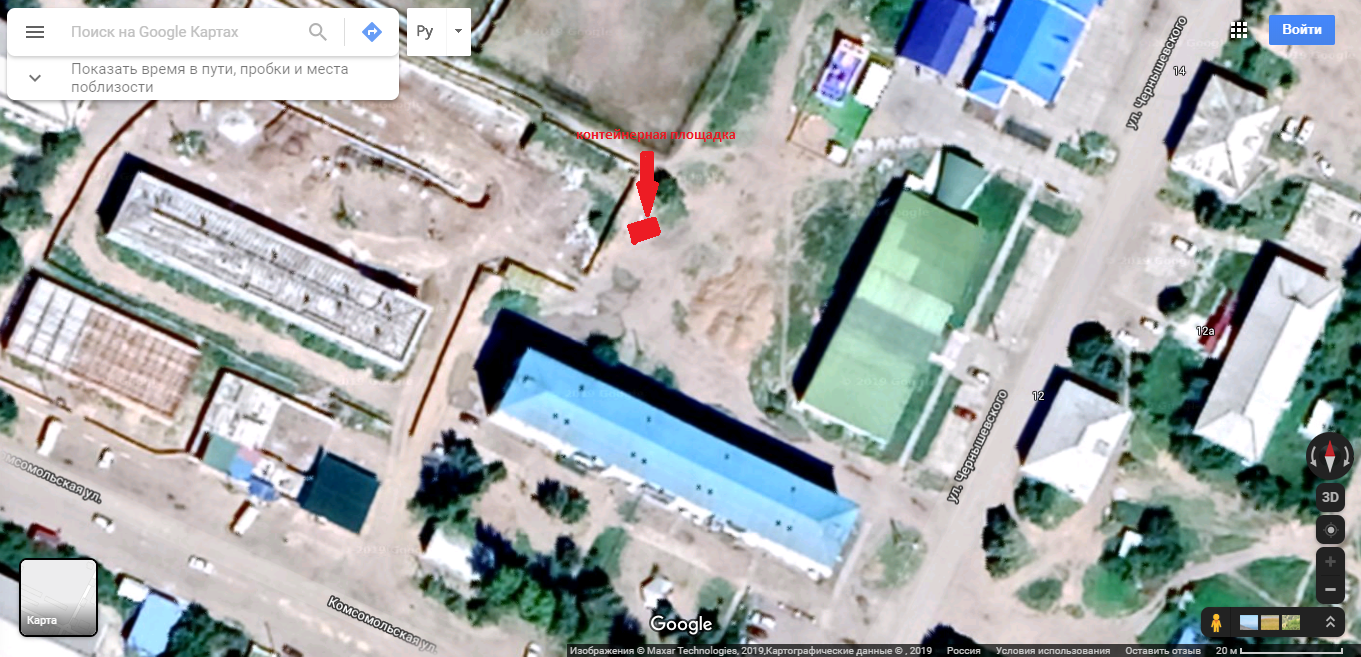 Поиск на Google Картах
Ру
Войти
Показать время в пути, пробки и места
поблизости
ул. Чернышевского
14
контейнерная площадка
12а
12
ул. Чернышевского
мсомольская ул.
3D
Комсомольская ул.
Карта
Google
Изображения © Maxar Technologies, 2019,Картографические данные © , 2019
Россия
Условия использования
Оставить отзыв
20 м